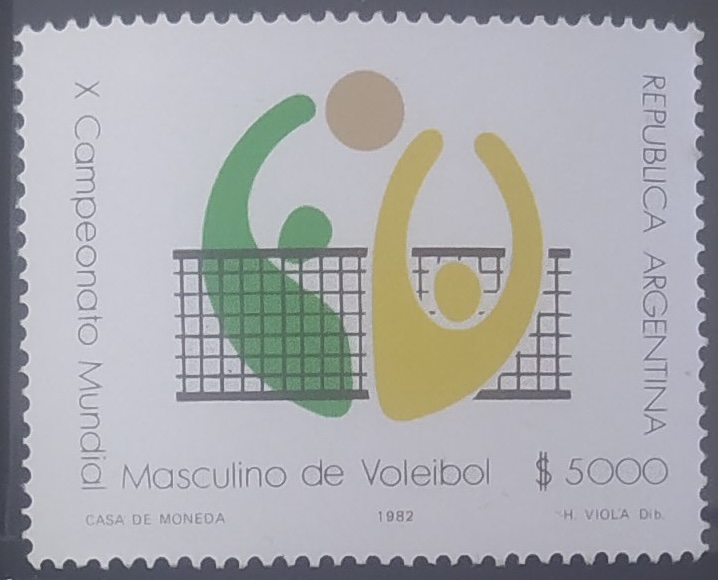 X Campeonato Mundial
Masculino de Voleibol
REPUBLICA ARGENTINA
$ 5000
CASA DE MONEDA
1982
H. VIOLA Dib.